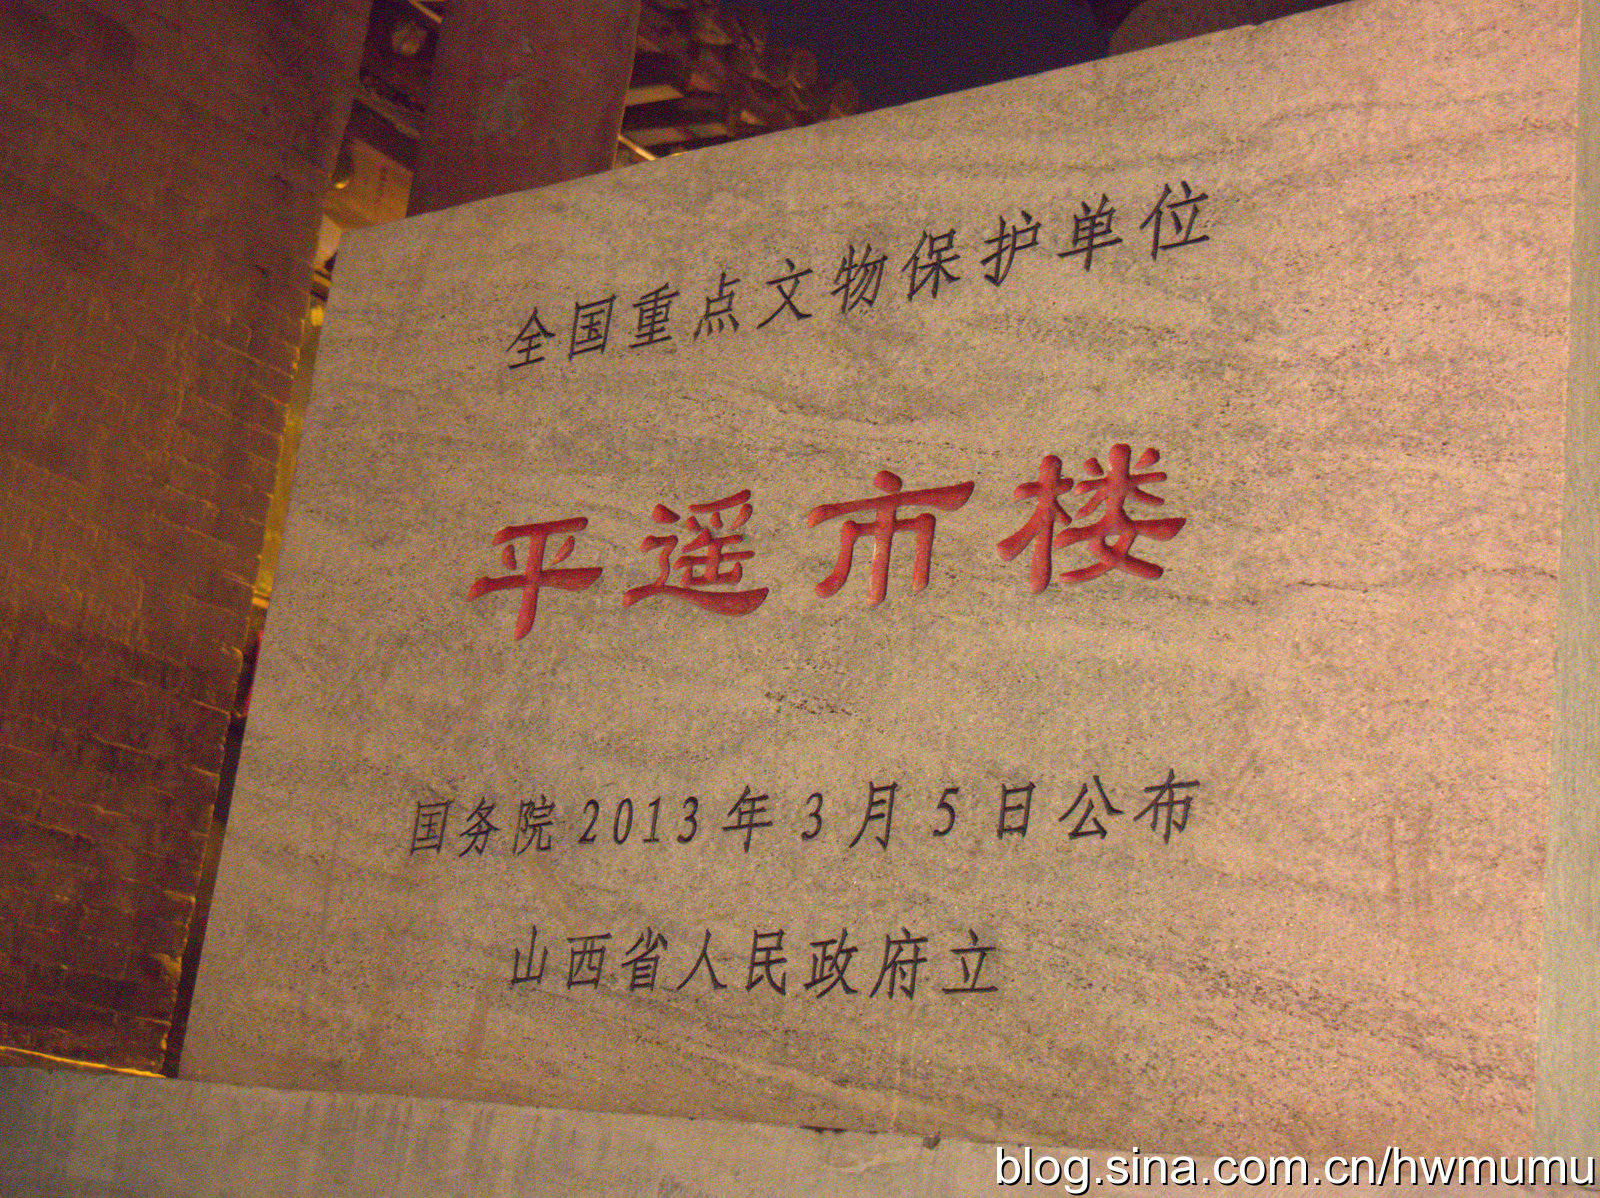 全国重点文物保护单位
平遥市楼
国务院2013年3月5日公布
山西省人民政府立
blog.sina.com.cn/hwmumu